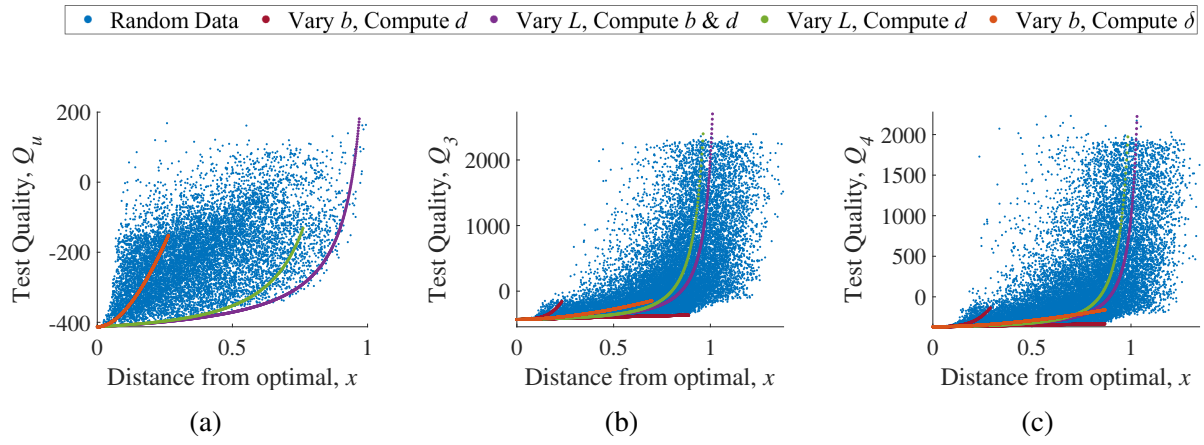 Random Data Vary b, Compute d Vary L, Compute b & d Vary L, Compute d Vary b, Compute δ
Test Quality, Q_u
200
0
-200
-400
0 0.5 1
Distance from optimal, x
(a)
Test Quality, Q_3
2000
1000
0
0 0.5 1
Distance from optimal, x
(b)
Test Quality, Q_4
2000
1500
1000
500
0
0 0.5 1
Distance from optimal, x
(c)